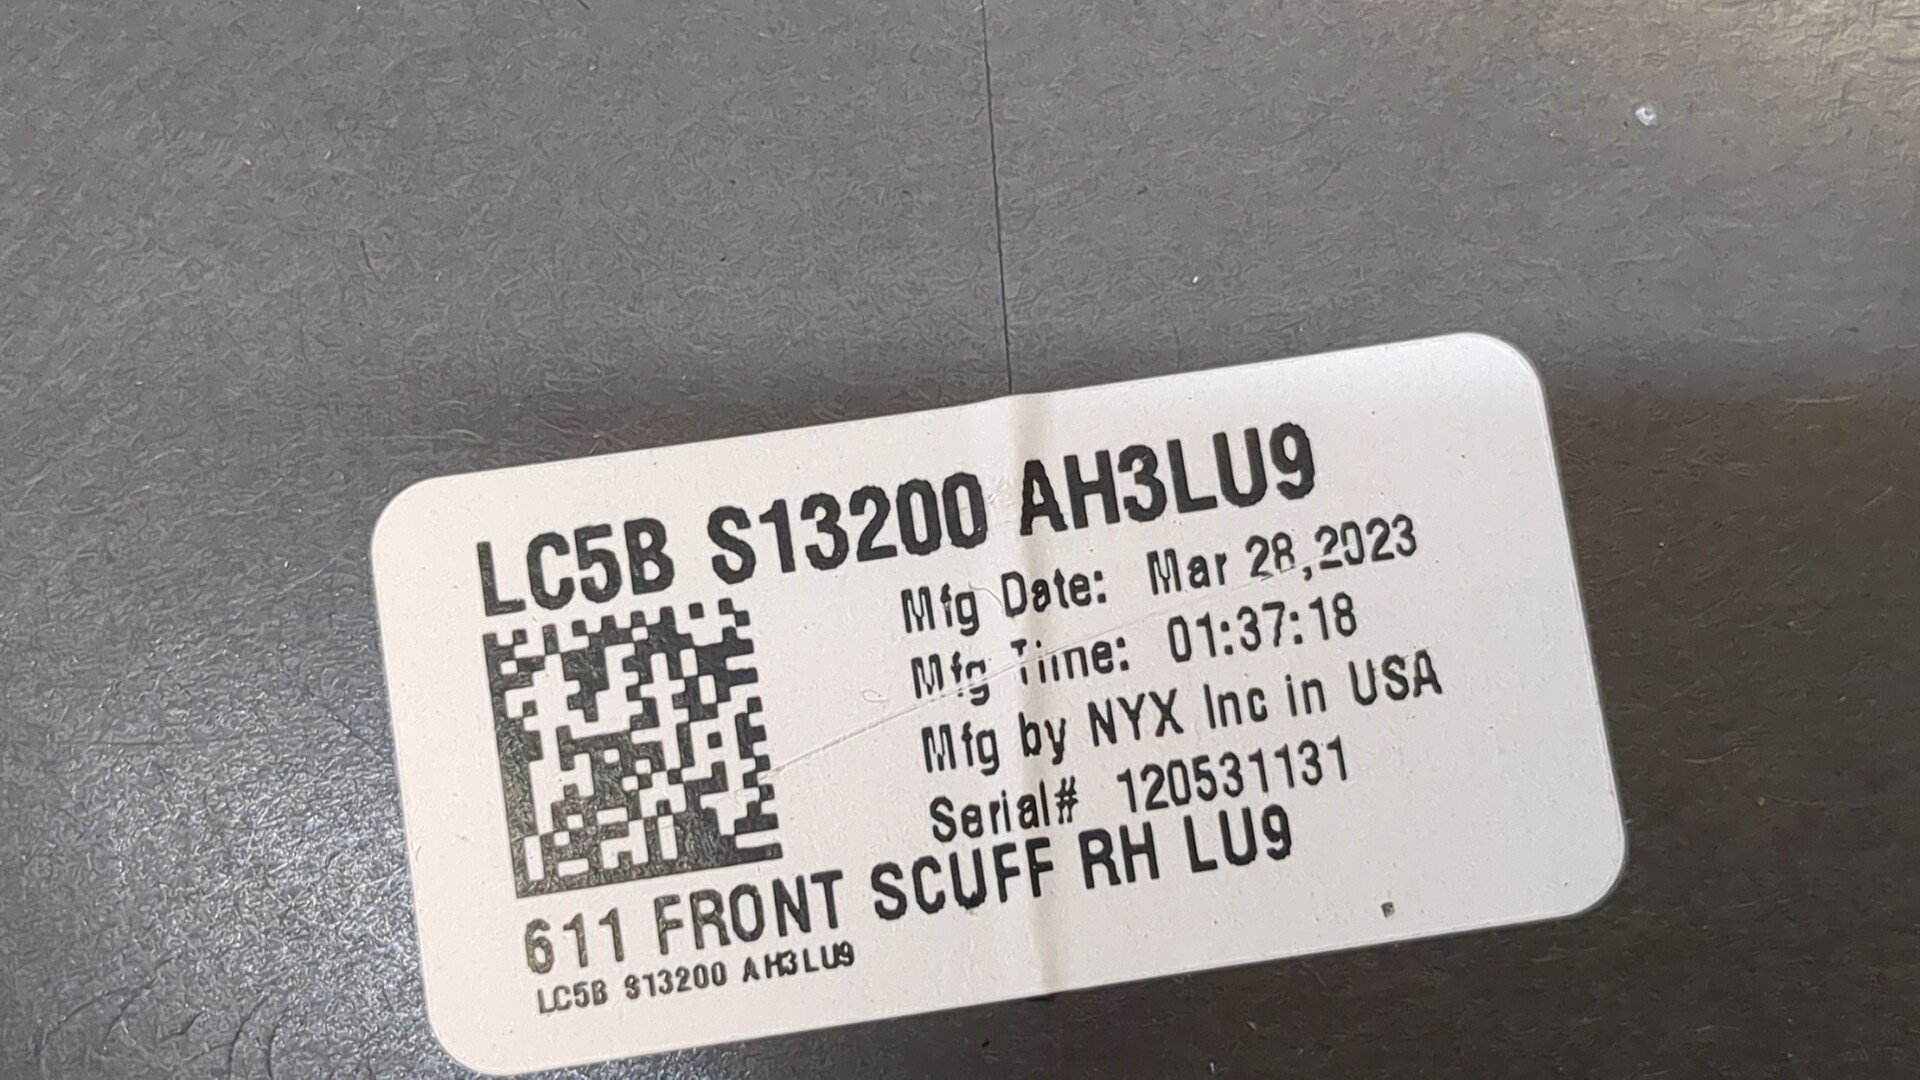 LC5B S13200 AH3LU9
Mfg Date: Mar 28,2023
Mfg Time: 01:37:18
Mfg by NYX Inc in USA
Serial# 120531131
611 FRONT SCUFF RH LU9
LC5B S13200 AH3LU9